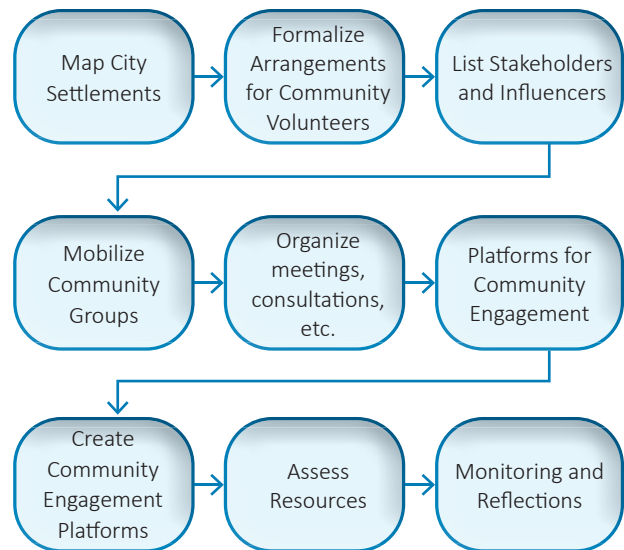 Map City
Settlements
Formalize
Arrangements
for Community
Volunteers
List Stakeholders
and Influencers
Mobilize
Community
Groups
Organize
meetings,
consultations,
etc.
Platforms for
Community
Engagement
Create
Community
Engagement
Platforms
Assess
Resources
Monitoring and
Reflections